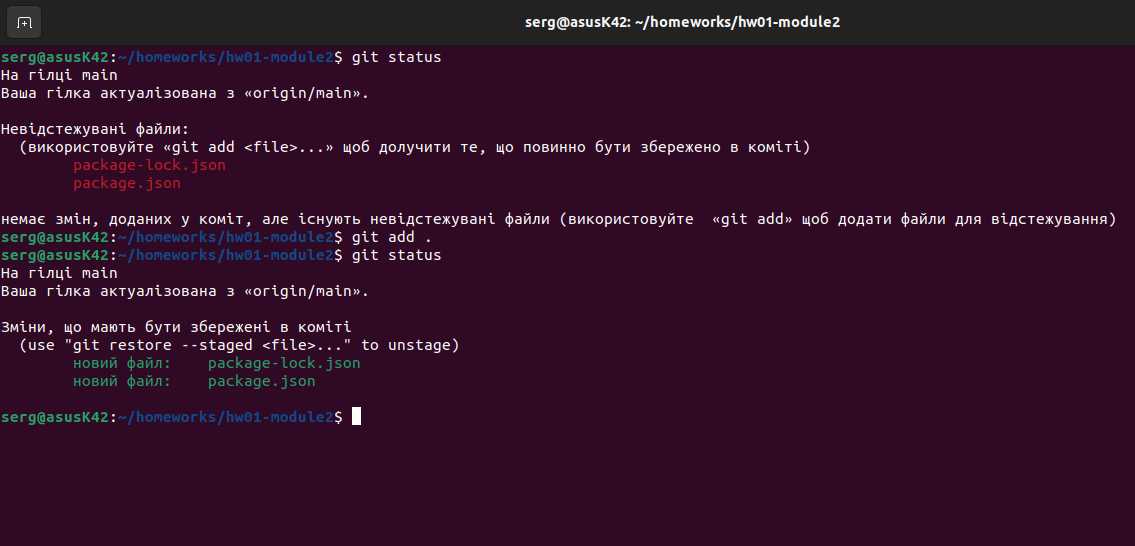 serg@asusK42: ~/homeworks/hw01-module2
serg@asusK42:~/homeworks/hw01-module2$ git status
На гілці main
Ваша гілка актуалізована з «origin/main».
Невідстежувані файли:
(використовуйте «git add <file>...» щоб долучити те, що повинно бути збережено в коміті)
package-lock.json
package.json
немає змін, доданих у коміт, але існують невідстежувані файли (використовуйте  «git add» щоб додати файли для відстежування)
serg@asusK42:~/homeworks/hw01-module2$ git add .
serg@asusK42:~/homeworks/hw01-module2$ git status
На гілці main
Ваша гілка актуалізована з «origin/main».
Зміни, що мають бути збережені в коміті
(use "git restore --staged <file>..." to unstage)
новий файл:    package-lock.json
новий файл:    package.json
serg@asusK42:~/homeworks/hw01-module2$